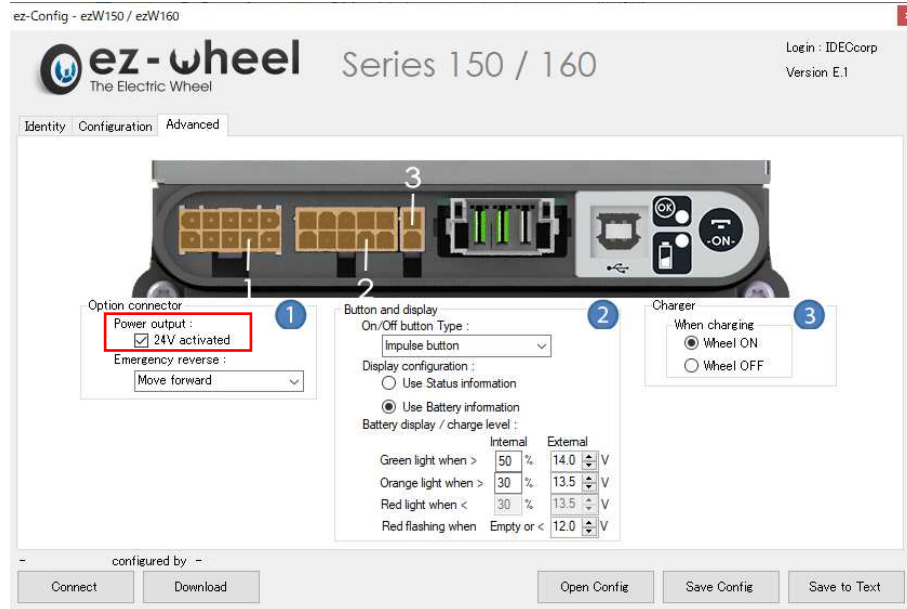 ez-Config - ezW150 / ezW160
ez-wheel
The Electric Wheel
Series 150 / 160
Login : IDECcorp
Version E.1
Identity Configuration Advanced
3
OK
-ON-
1
2
Option connector
1
Power output :
24V activated
Emergency reverse :
Move forward
Button and display
2
On/Off button Type :
Impulse button
Display configuration :
Use Status information
Use Battery information
Battery display / charge level :
Internal External
Green light when > 50 % 14.0 V
Orange light when > 30 % 13.5 V
Red light when < 30 % 13.5 V
Red flashing when Empty or < 12.0 V
Charger
3
When charging
Wheel ON
Wheel OFF
- configured by -
Connect Download Open Config Save Config Save to Text